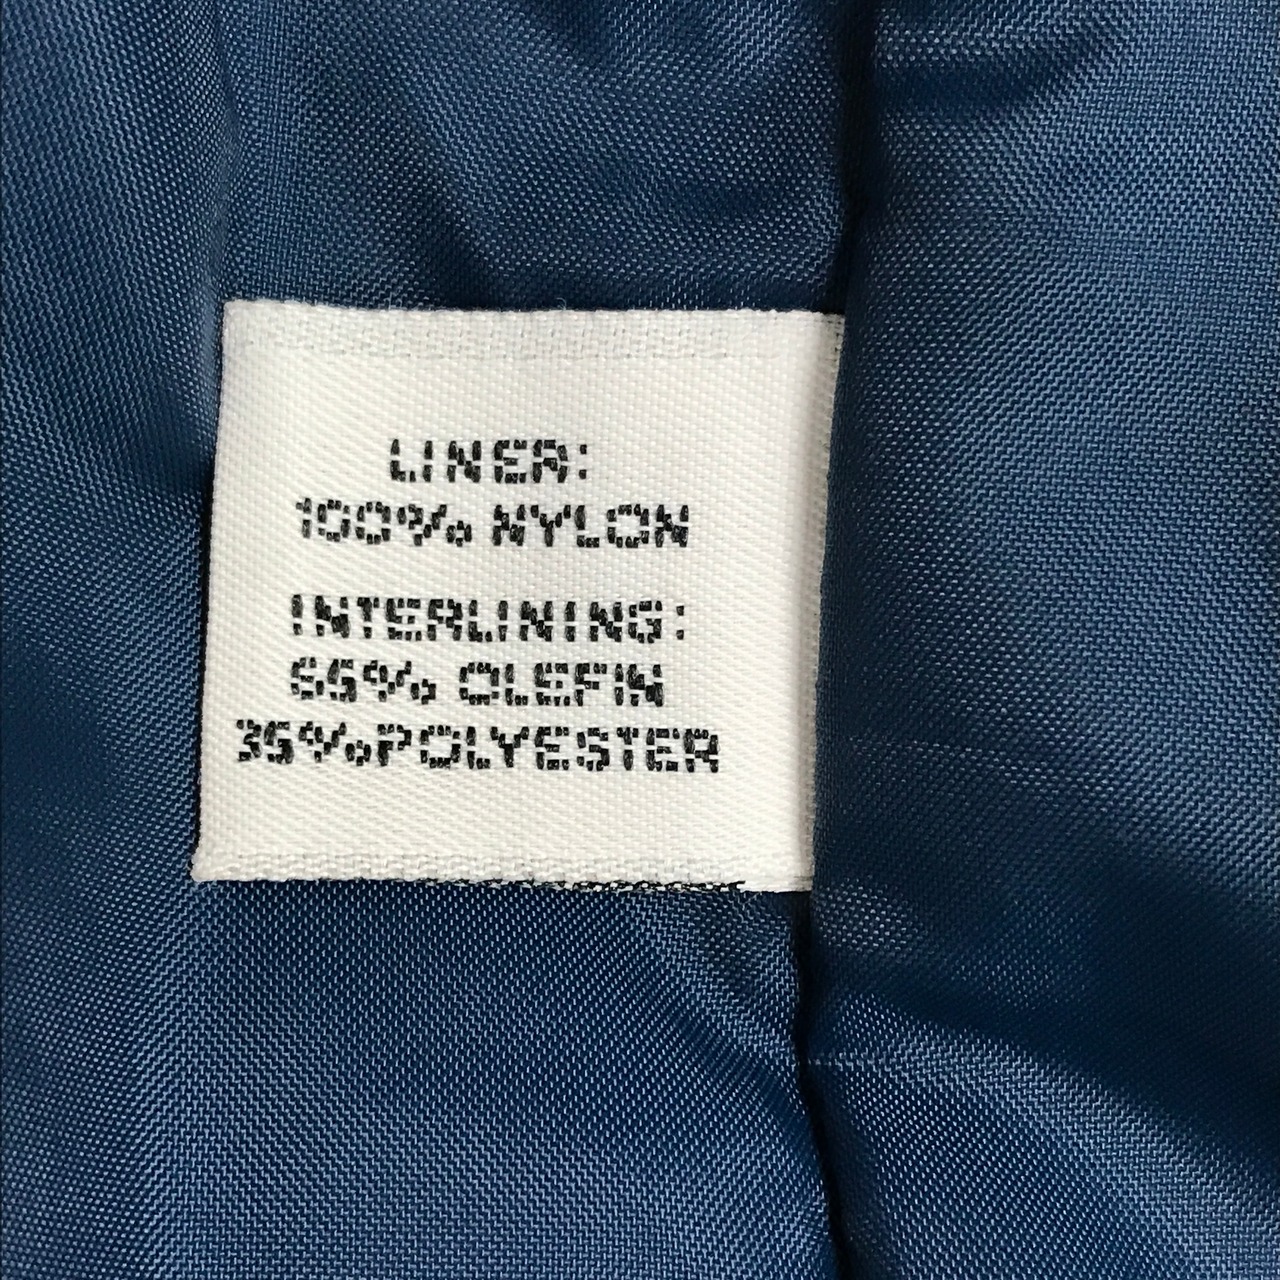 LINER:
100% NYLON
INTERLINING:
65% OLEFIN
35%POLYESTER